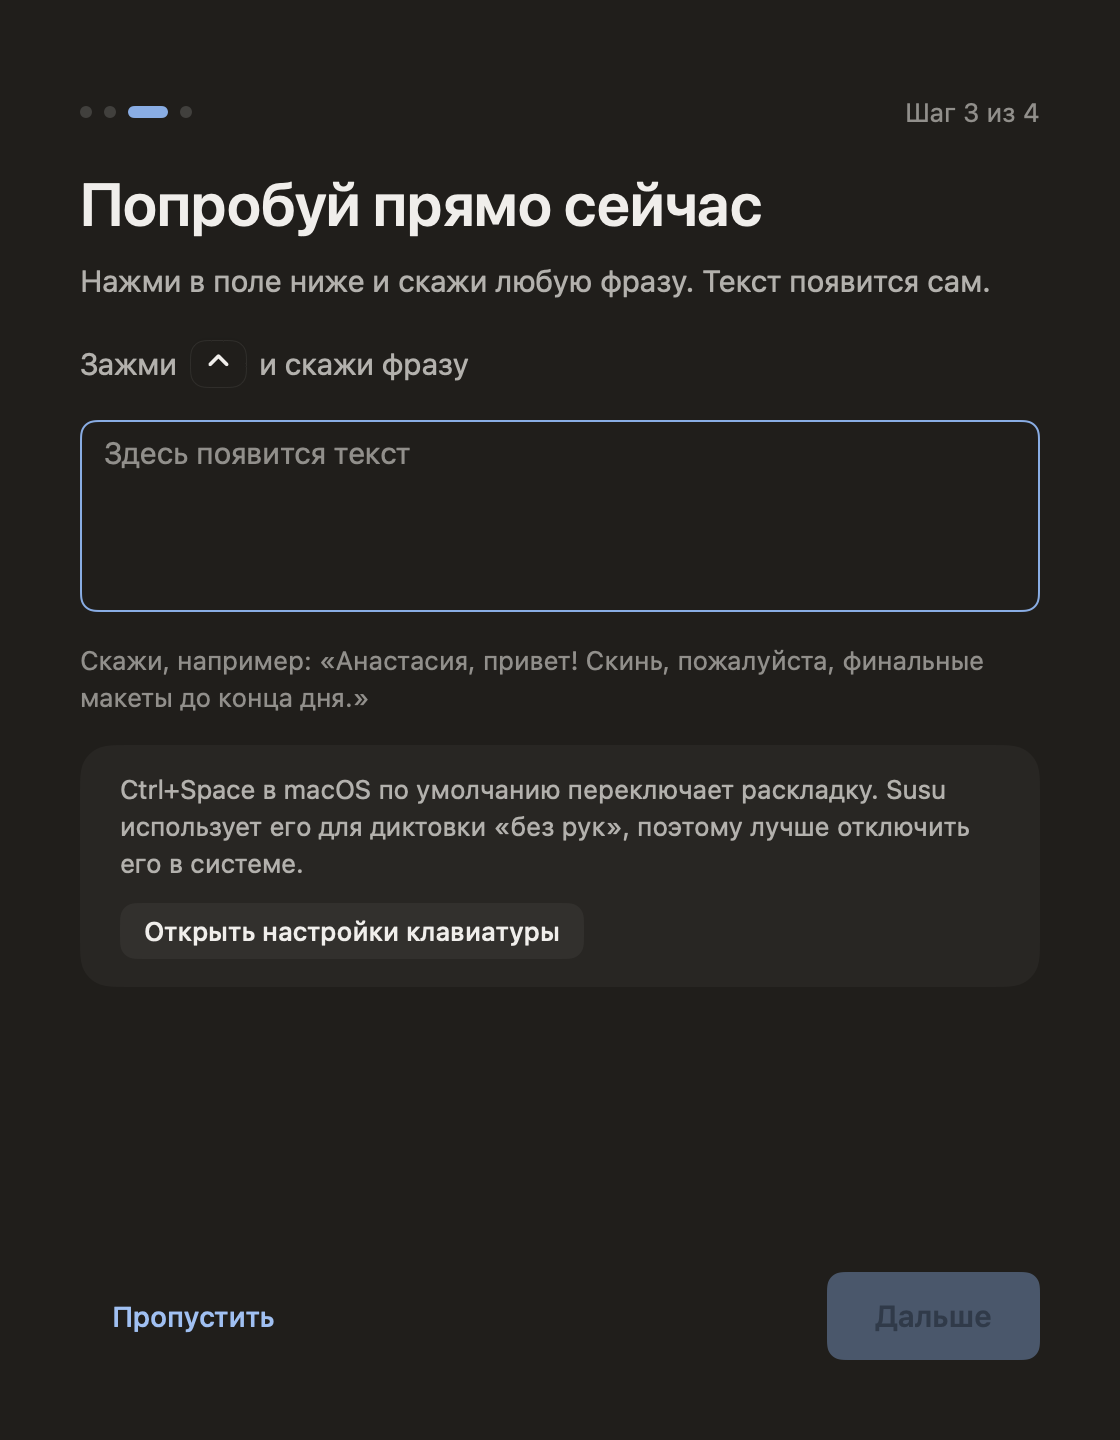 Шаг 3 из 4
Попробуй прямо сейчас
Нажми в поле ниже и скажи любую фразу. Текст появится сам.
Зажми ^ и скажи фразу
Здесь появится текст
Скажи, например: «Анастасия, привет! Скинь, пожалуйста, финальные
макеты до конца дня.»
Ctrl+Space в macOS по умолчанию переключает раскладку. Susu
использует его для диктовки «без рук», поэтому лучше отключить
его в системе.
Открыть настройки клавиатуры
Пропустить
Дальше